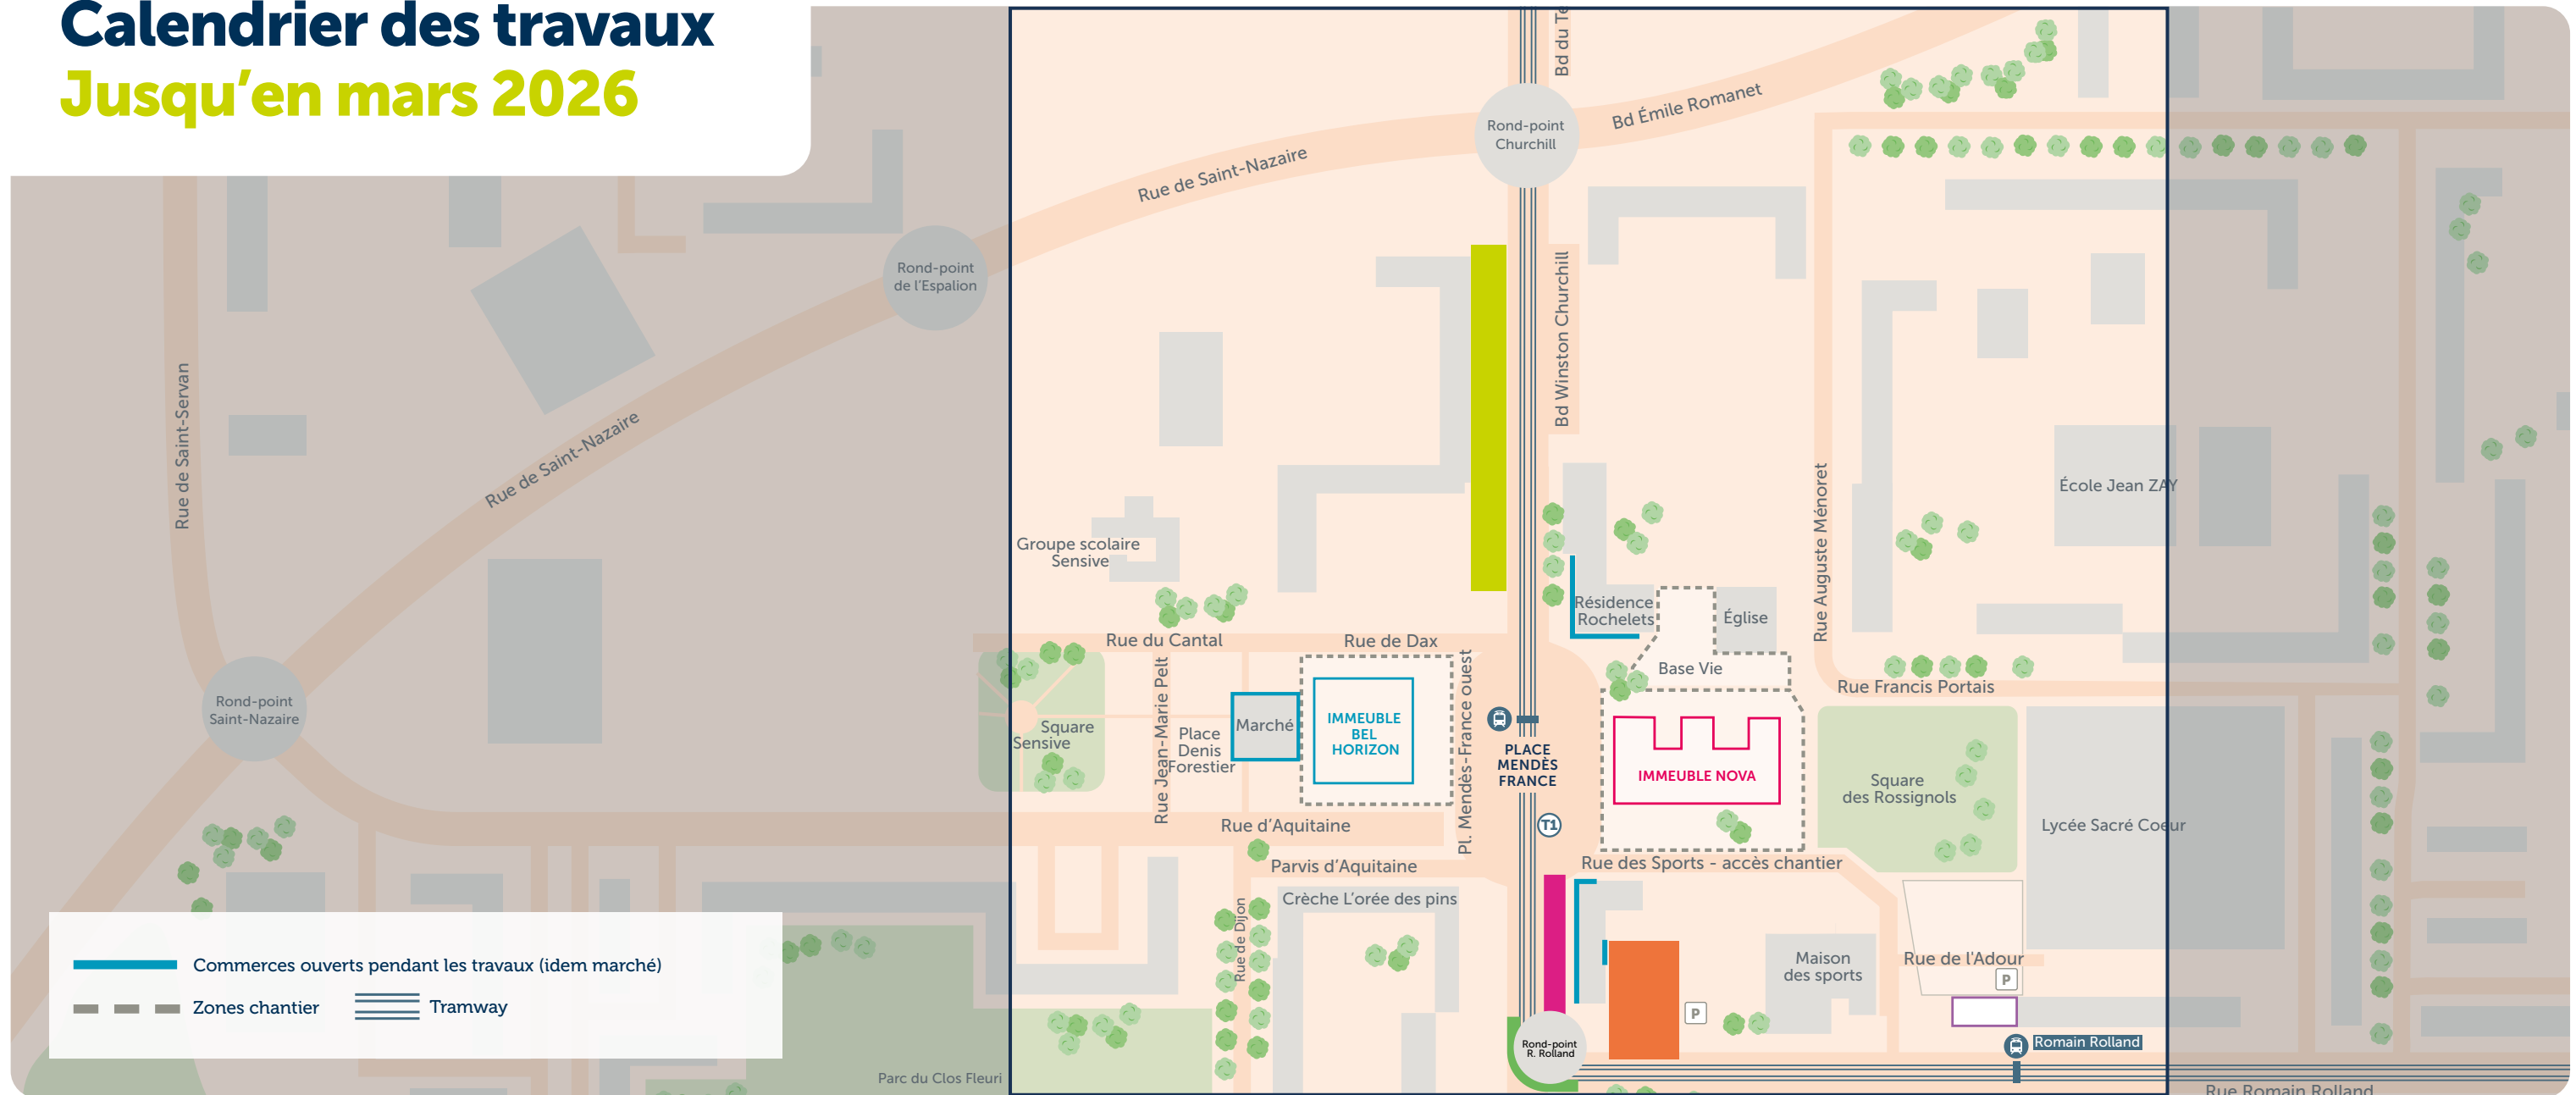 Calendrier des travaux
Jusqu'en mars 2026
Bd du Te
Rond-point
Churchill
Bd Émile Romanet
Rue de Saint-Nazaire
Rond-point
de l'Espalion
Bd Winston Churchill
Rue de Saint-Servan
Rue de Saint-Nazaire
Rue Auguste Ménoret
École Jean ZAY
Groupe scolaire
Sensive
Résidence
Rochelets
Église
Rue du Cantal
Rue de Dax
Base Vie
Rue Francis Portais
Rond-point
Saint-Nazaire
Square
Sensive
Rue Jean-Marie Pelt
Place
Denis
Forestier
Marché
IMMEUBLE
BEL
HORIZON
Pl. Mendès-France ouest
PLACE
MENDÈS
FRANCE
T1
IMMEUBLE NOVA
Square
des Rossignols
Lycée Sacré Coeur
Rue d'Aquitaine
Parvis d'Aquitaine
Rue des Sports - accès chantier
Crèche L'orée des pins
Rue de Dijon
Maison
des sports
Rue de l'Adour
P
P
Commerces ouverts pendant les travaux (idem marché)
Zones chantier
Tramway
Rond-point
R. Rolland
Romain Rolland
Parc du Clos Fleuri
Rue Romain Rolland